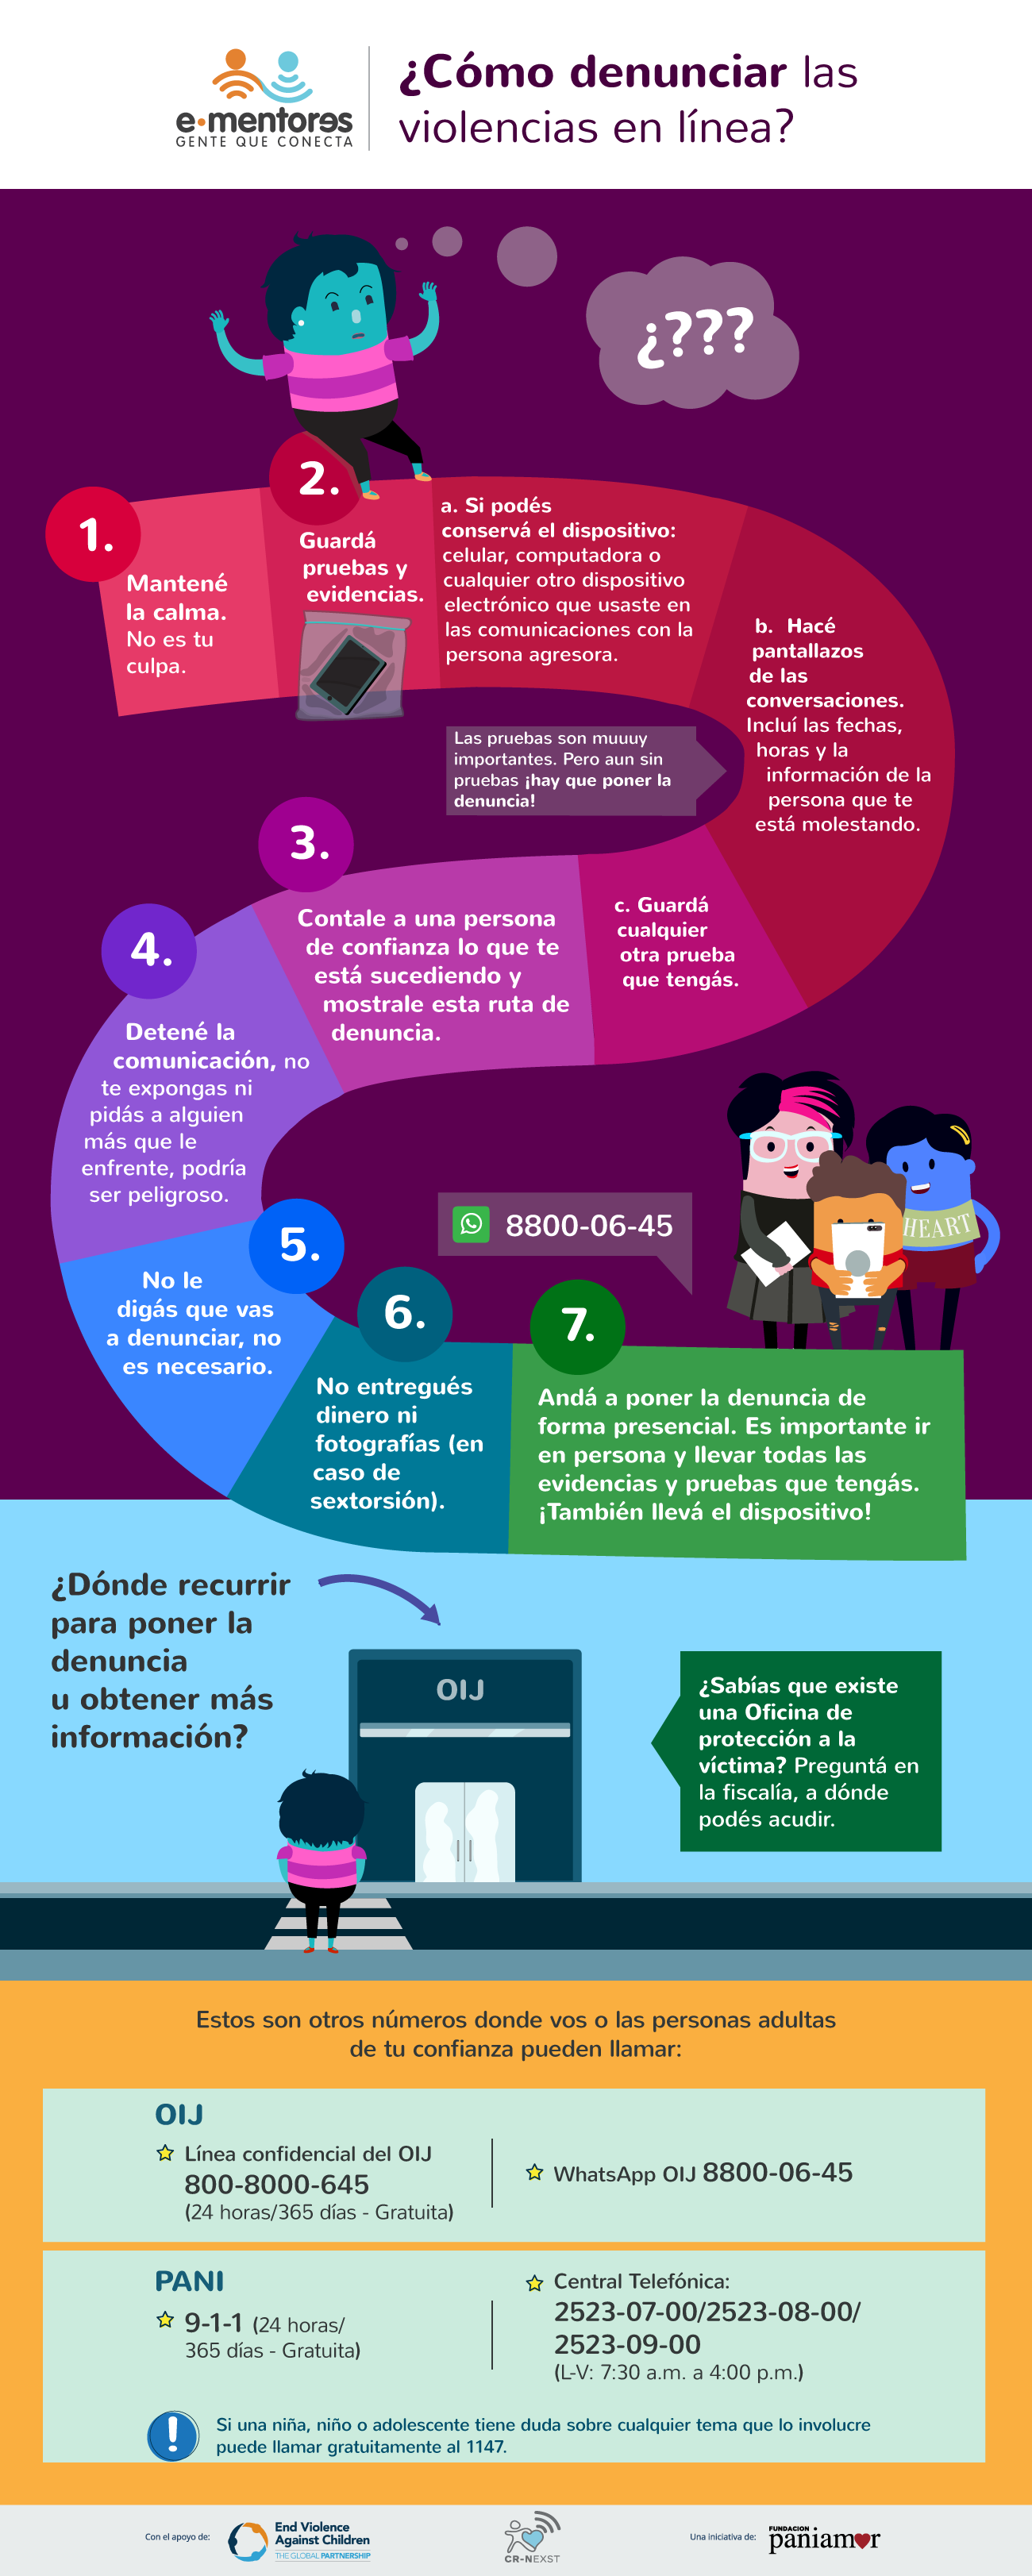 e·mentores
GENTE QUE CONECTA
¿Cómo denunciar las
violencias en línea?
¿???
1.
Mantené
la calma.
No es tu
culpa.
2.
Guardá
pruebas y
evidencias.
a. Si podés
conservá el dispositivo:
celular, computadora o
cualquier otro dispositivo
electrónico que usaste en
las comunicaciones con la
persona agresora.
b. Hacé
pantallazos
de las
conversaciones.
Incluí las fechas,
horas y la
información de la
persona que te
está molestando.
Las pruebas son muuuy
importantes. Pero aun sin
pruebas ¡hay que poner la
denuncia!
c. Guardá
cualquier
otra prueba
que tengás.
3.
Contale a una persona
de confianza lo que te
está sucediendo y
mostrale esta ruta de
denuncia.
4.
Detené la
comunicación, no
te expongas ni
pidás a alguien
más que le
enfrente, podría
ser peligroso.
HEART
8800-06-45
5.
No le
digás que vas
a denunciar, no
es necesario.
6.
No entregués
dinero ni
fotografías (en
caso de
sextorsión).
7.
Andá a poner la denuncia de
forma presencial. Es importante ir
en persona y llevar todas las
evidencias y pruebas que tengás.
¡También llevá el dispositivo!
¿Dónde recurrir
para poner la
denuncia
u obtener más
información?
OIJ
¿Sabías que existe
una Oficina de
protección a la
víctima? Preguntá en
la fiscalía, a dónde
podés acudir.
Estos son otros números donde vos o las personas adultas
de tu confianza pueden llamar:
OIJ
Línea confidencial del OIJ
800-8000-645
(24 horas/365 días - Gratuita)
WhatsApp OIJ 8800-06-45
PANI
9-1-1 (24 horas/
365 días - Gratuita)
Central Telefónica:
2523-07-00/2523-08-00/
2523-09-00
(L-V: 7:30 a.m. a 4:00 p.m.)
!
Si una niña, niño o adolescente tiene duda sobre cualquier tema que lo involucre
puede llamar gratuitamente al 1147.
Con el apoyo de:
End Violence
Against Children
THE GLOBAL PARTNERSHIP
CR-NEXST
Una iniciativa de:
FUNDACION
paniamor